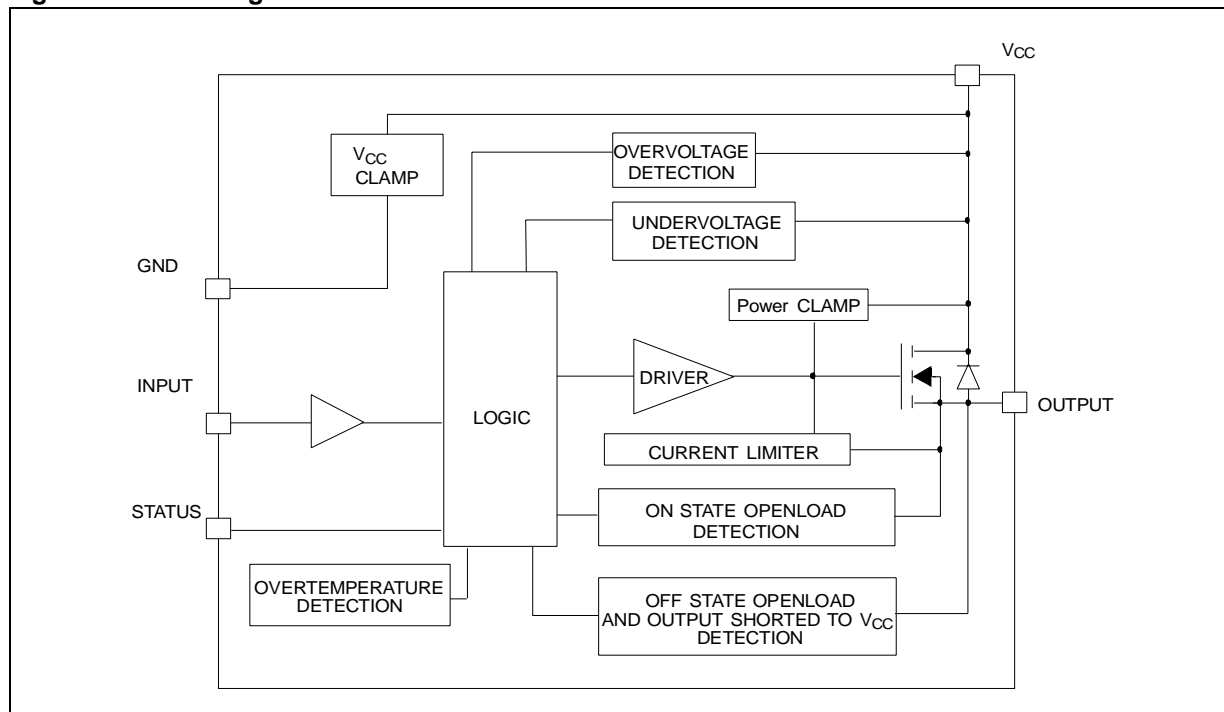 VCC
VCC
CLAMP
OVERVOLTAGE
DETECTION
UNDERVOLTAGE
DETECTION
GND
Power CLAMP
INPUT
LOGIC
DRIVER
OUTPUT
CURRENT LIMITER
STATUS
ON STATE OPENLOAD
DETECTION
OVERTEMPERATURE
DETECTION
OFF STATE OPENLOAD
AND OUTPUT SHORTED TO VCC
DETECTION